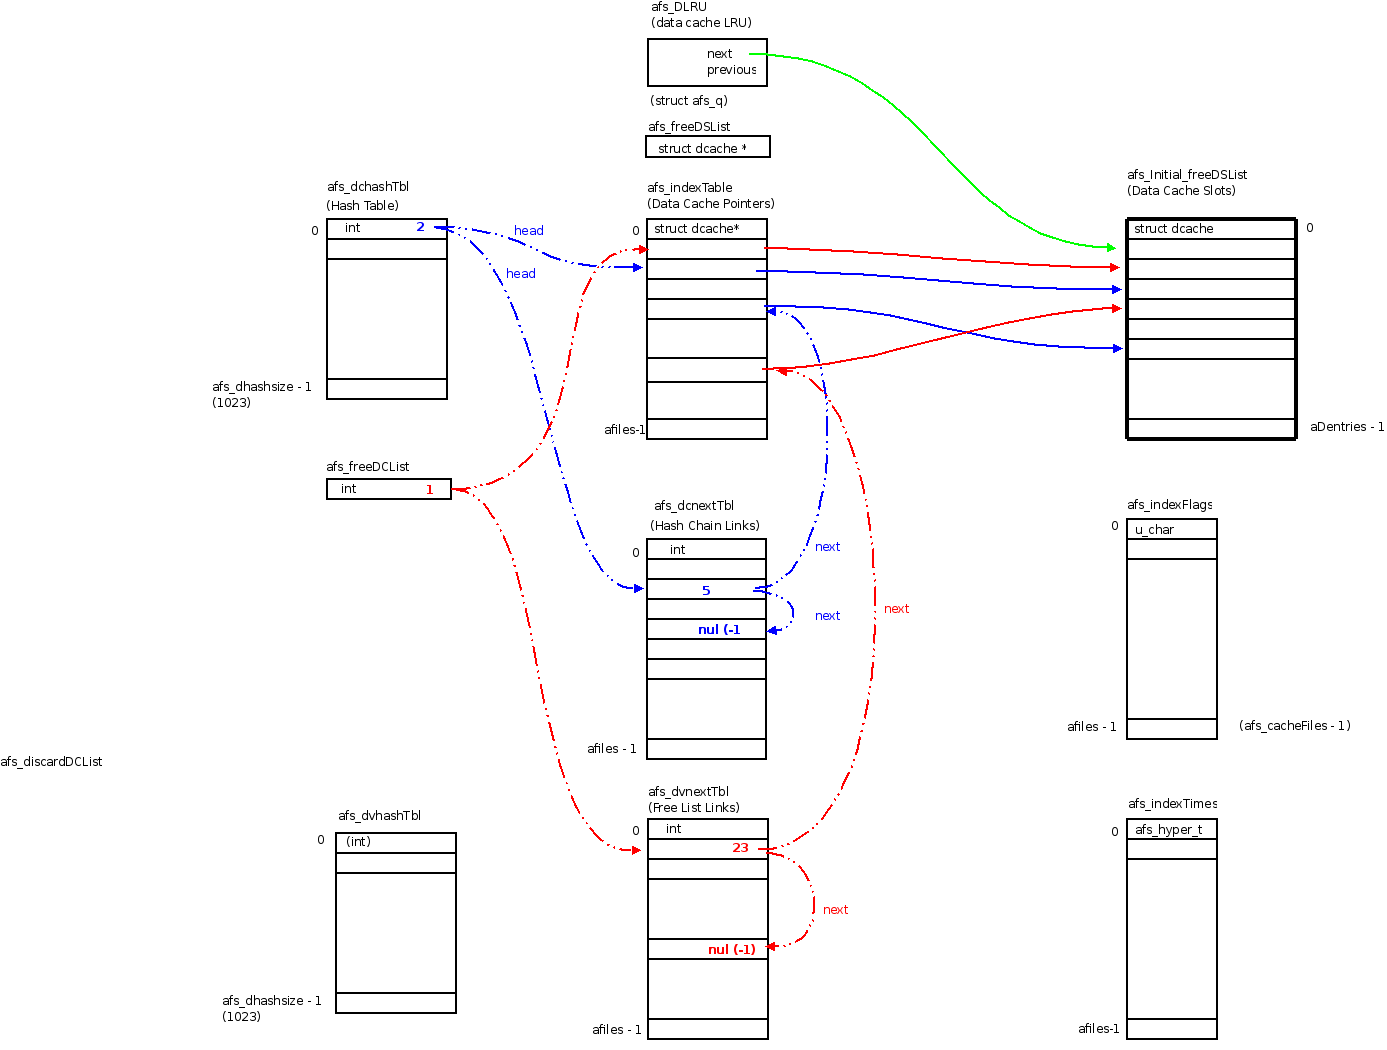 afs_DLRU
(data cache LRU)
next
previous
(struct afs_q)
afs_freeDSList
struct dcache *
afs_dchashTbl
(Hash Table)
0
int 2
afs_dhashsize - 1
(1023)
head
head
afs_indexTable
(Data Cache Pointers)
0
struct dcache*
afiles-1
afs_Initial_freeDSList
(Data Cache Slots)
struct dcache
0
aDentries - 1
afs_freeDCList
int 1
afs_dcnextTbl
(Hash Chain Links)
0
int
5
nul (-1
afiles - 1
next
next
next
afs_indexFlags
0
u_char
afiles - 1
(afs_cacheFiles - 1 )
afs_discardDCList
afs_dvhashTbl
0
(int)
afs_dhashsize - 1
(1023)
afs_dvnextTbl
(Free List Links)
0
int
23
next
nul (-1)
afiles - 1
afs_indexTimes
0
afs_hyper_t
afiles-1